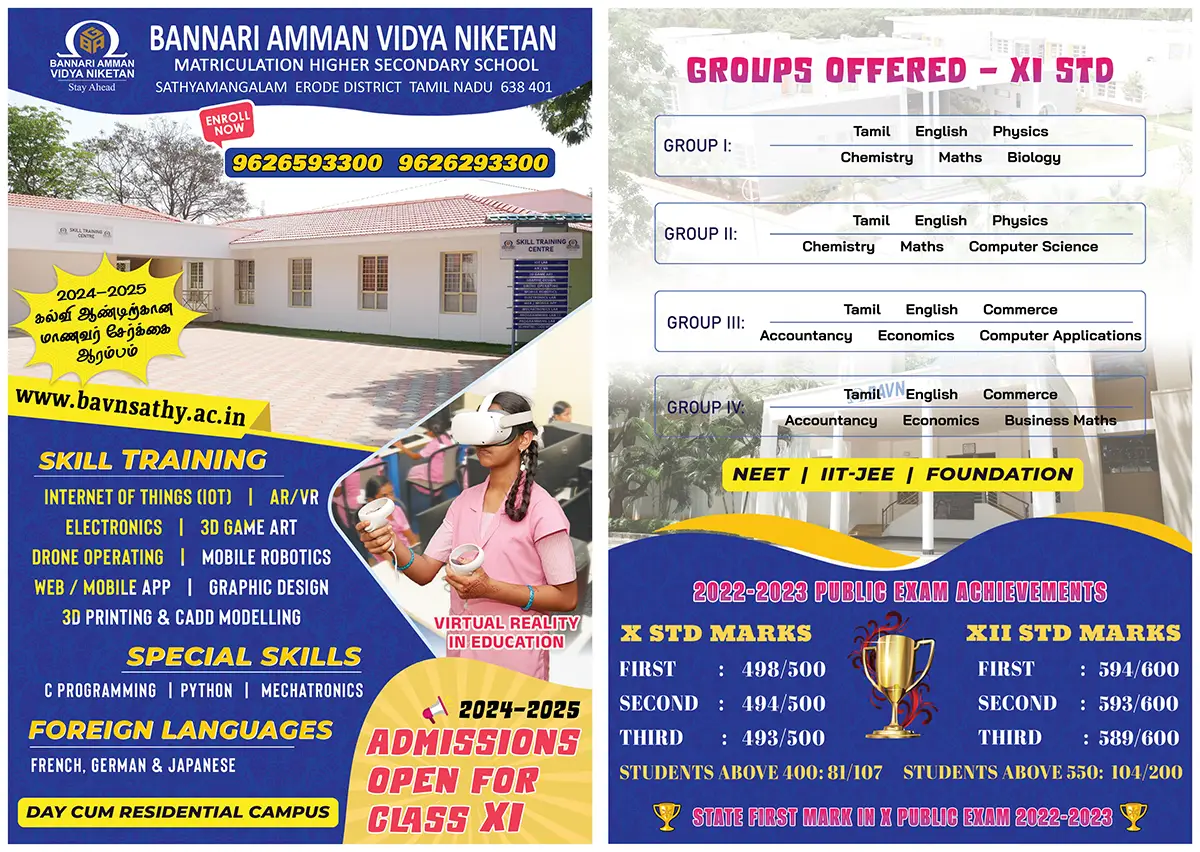 BANNARI AMMAN
VIDYA NIKETAN
Stay Ahead
BANNARI AMMAN VIDYA NIKETAN
MATRICULATION HIGHER SECONDARY SCHOOL
SATHYAMANGALAM ERODE DISTRICT TAMIL NADU 638 401
ENROLL
NOW
9626593300 9626293300
SKILL TRAINING
CENTRE
SKILL TRAINING
CENTRE
2024-2025
கல்வி ஆண்டிற்கான
மாணவர் சேர்க்கை
ஆரம்பம்
www.bavnsathy.ac.in
SKILL TRAINING
INTERNET OF THINGS (IOT) | AR/VR
ELECTRONICS | 3D GAME ART
DRONE OPERATING | MOBILE ROBOTICS
WEB / MOBILE APP | GRAPHIC DESIGN
3D PRINTING & CADD MODELLING
VIRTUAL REALITY
IN EDUCATION
SPECIAL SKILLS
C PROGRAMMING | PYTHON | MECHATRONICS
FOREIGN LANGUAGES
FRENCH, GERMAN & JAPANESE
DAY CUM RESIDENTIAL CAMPUS
2024-2025
ADMISSIONS
OPEN FOR
CLASS XI
GROUPS OFFERED - XI STD
GROUP I:
Tamil English Physics
Chemistry Maths Biology
GROUP II:
Tamil English Physics
Chemistry Maths Computer Science
GROUP III:
Tamil English Commerce
Accountancy Economics Computer Applications
BAVN
GROUP IV:
Tamil English Commerce
Accountancy Economics Business Maths
NEET | IIT-JEE | FOUNDATION
2022-2023 PUBLIC EXAM ACHIEVEMENTS
X STD MARKS
FIRST : 498/500
SECOND : 494/500
THIRD : 493/500
STUDENTS ABOVE 400: 81/107
XII STD MARKS
FIRST : 594/600
SECOND : 593/600
THIRD : 589/600
STUDENTS ABOVE 550: 104/200
STATE FIRST MARK IN X PUBLIC EXAM 2022-2023